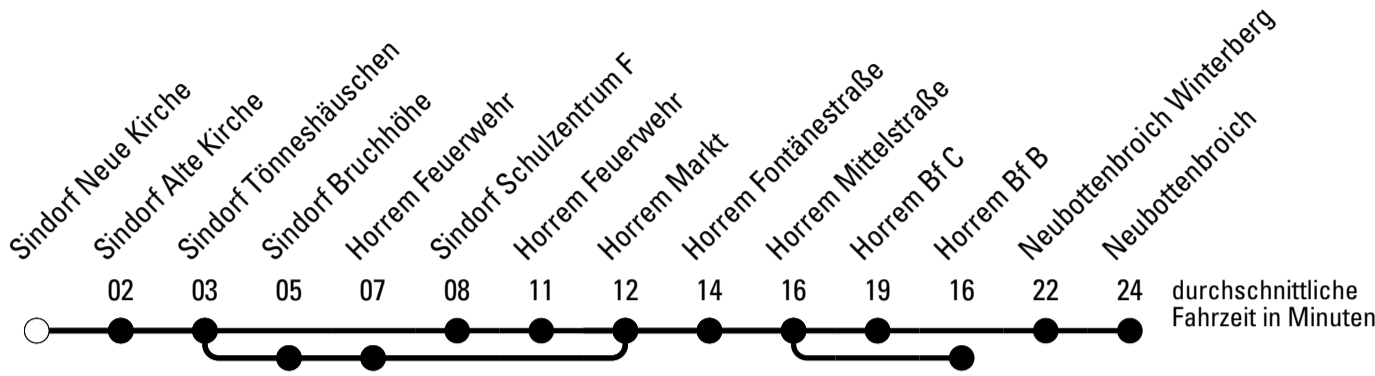 Sindorf Neue Kirche
Sindorf Alte Kirche
Sindorf Tönneshäuschen
Sindorf Bruchhöhe
Horrem Feuerwehr
Sindorf Schulzentrum F
Horrem Feuerwehr
Horrem Markt
Horrem Fontänestraße
Horrem Mittelstraße
Horrem Bf C
Horrem Bf B
Neubottenbroich Winterberg
Neubottenbroich
02 03 05 07 08 11 12 14 16 19 16 22 24
durchschnittliche
Fahrzeit in Minuten